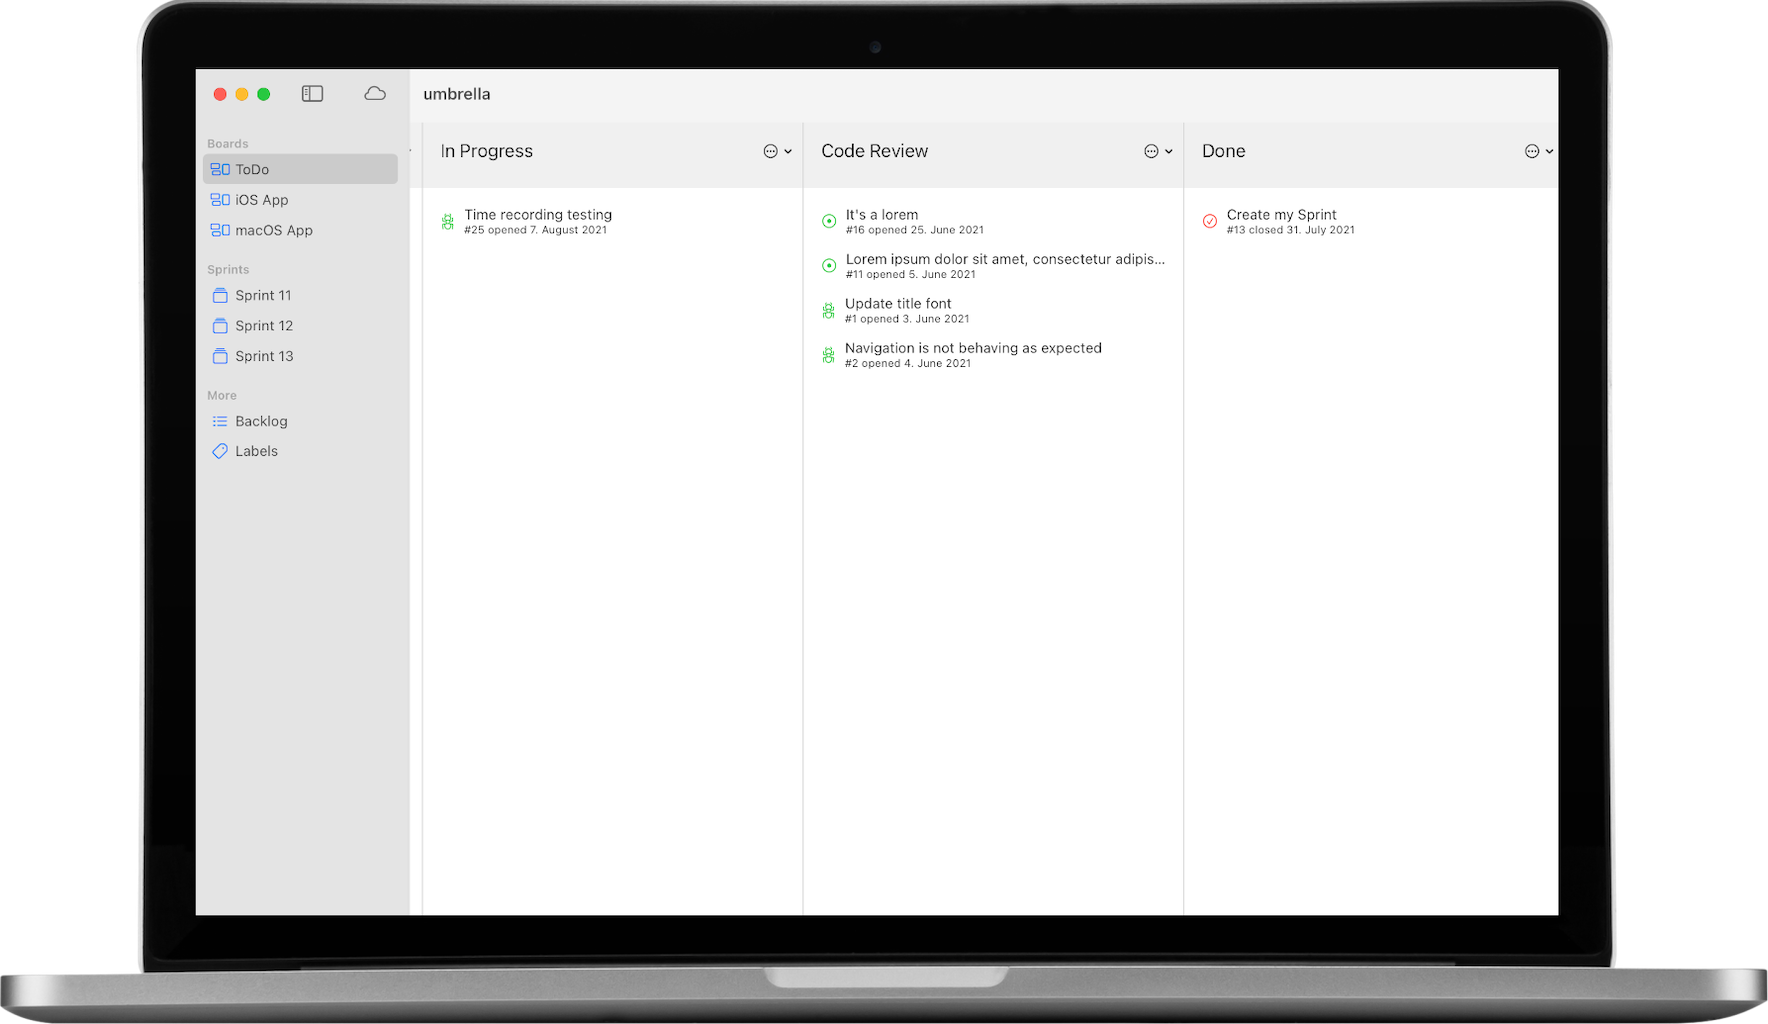 umbrella
Boards
ToDo
iOS App
macOS App
Sprints
Sprint 11
Sprint 12
Sprint 13
More
Backlog
Labels
In Progress
Time recording testing
#25 opened 7. August 2021
Code Review
It's a lorem
#16 opened 25. June 2021
Lorem ipsum dolor sit amet, consectetur adipis...
#11 opened 5. June 2021
Update title font
#1 opened 3. June 2021
Navigation is not behaving as expected
#2 opened 4. June 2021
Done
Create my Sprint
#13 closed 31. July 2021